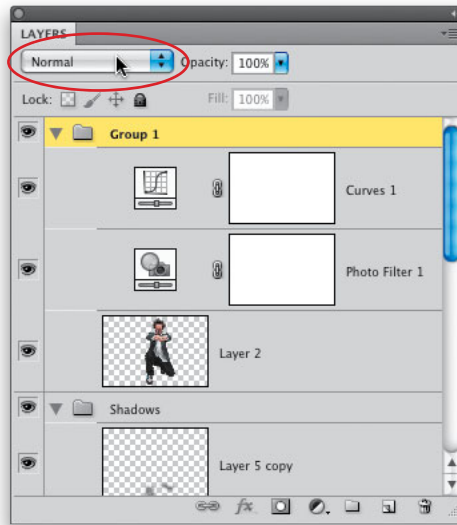 LAYERS
Normal Opacity: 100%
Lock: Fill: 100%
Group 1
Curves 1
Photo Filter 1
Layer 2
Shadows
Layer 5 copy
fx